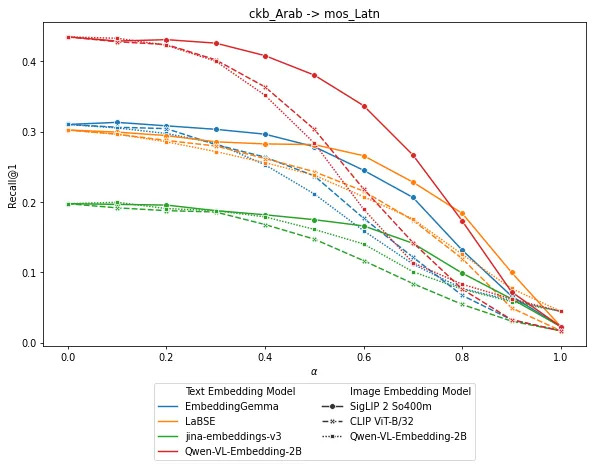 ckb_Arab -> mos_Latn
Recall@1
0.4
0.3
0.2
0.1
0.0
0.0 0.2 0.4 0.6 0.8 1.0
α
Text Embedding Model
EmbeddingGemma
LaBSE
jina-embeddings-v3
Qwen-VL-Embedding-2B
Image Embedding Model
SigLIP 2 So400m
CLIP ViT-B/32
Qwen-VL-Embedding-2B